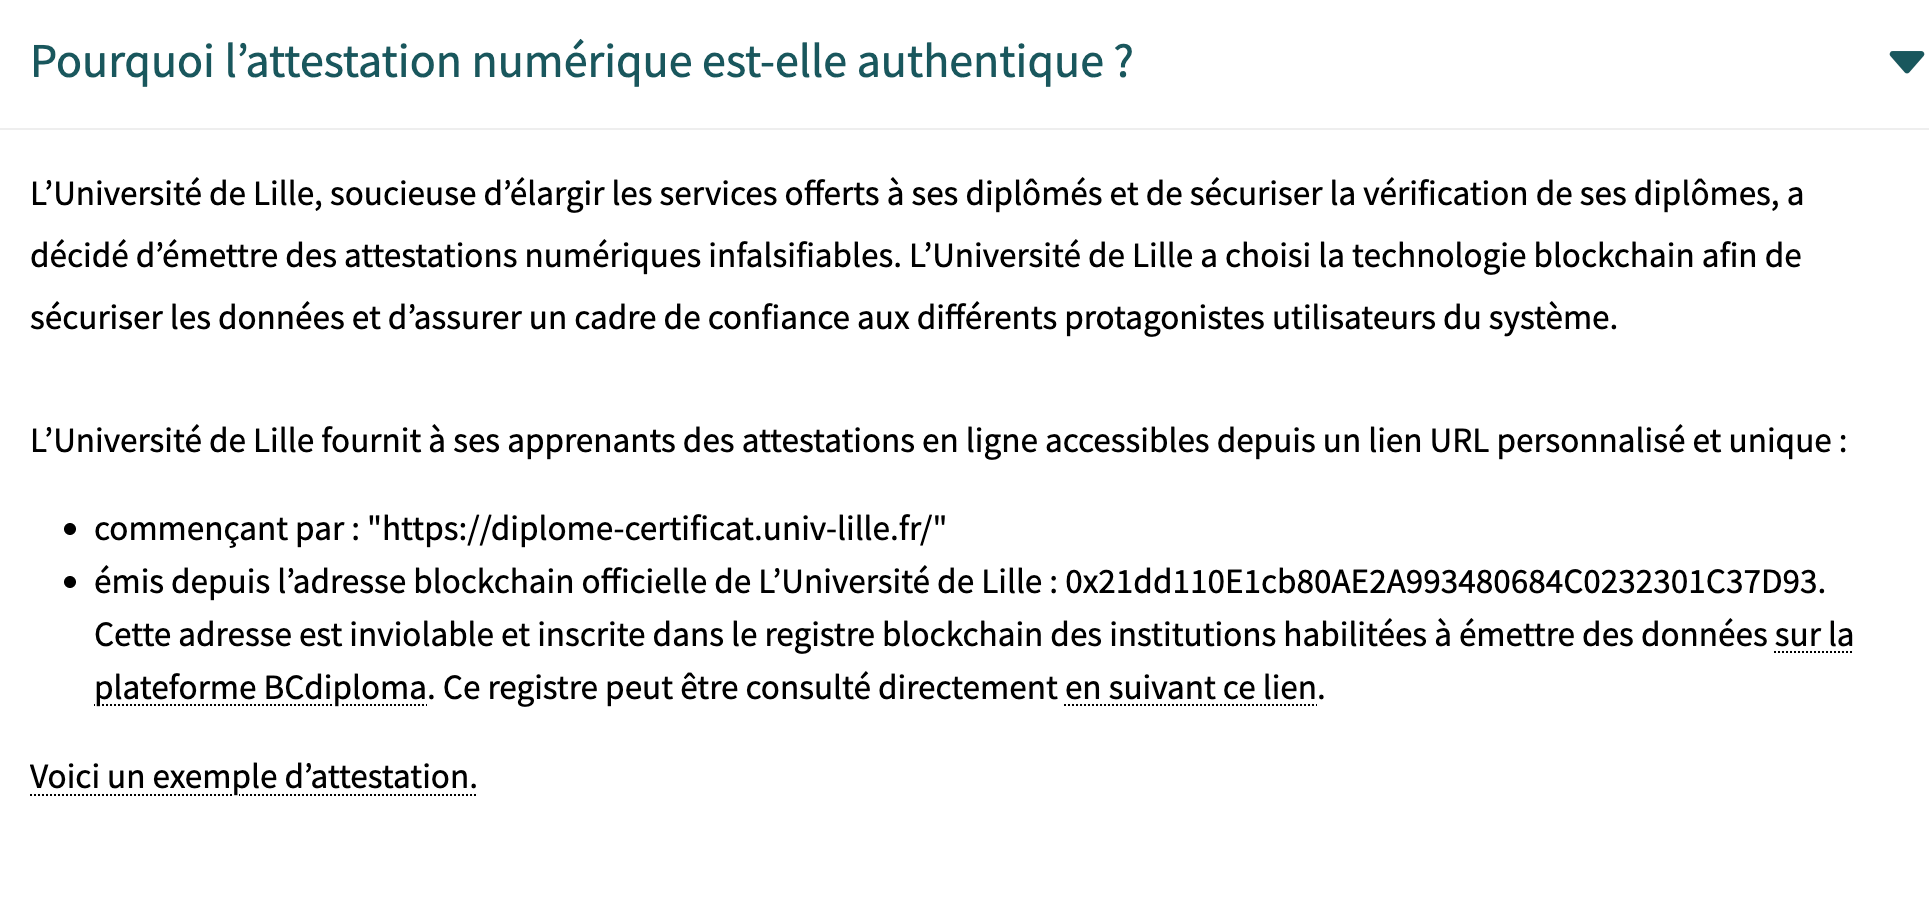 Pourquoi l’attestation numérique est-elle authentique ?
L’Université de Lille, soucieuse d’élargir les services offerts à ses diplômés et de sécuriser la vérification de ses diplômes, a
décidé d’émettre des attestations numériques infalsifiables. L’Université de Lille a choisi la technologie blockchain afin de
sécuriser les données et d’assurer un cadre de confiance aux différents protagonistes utilisateurs du système.
L’Université de Lille fournit à ses apprenants des attestations en ligne accessibles depuis un lien URL personnalisé et unique :
• commençant par : "https://diplome-certificat.univ-lille.fr/"
• émis depuis l’adresse blockchain officielle de L’Université de Lille : 0x21dd110E1cb80AE2A993480684C0232301C37D93.
Cette adresse est inviolable et inscrite dans le registre blockchain des institutions habilitées à émettre des données sur la
plateforme BCdiploma. Ce registre peut être consulté directement en suivant ce lien.
Voici un exemple d’attestation.